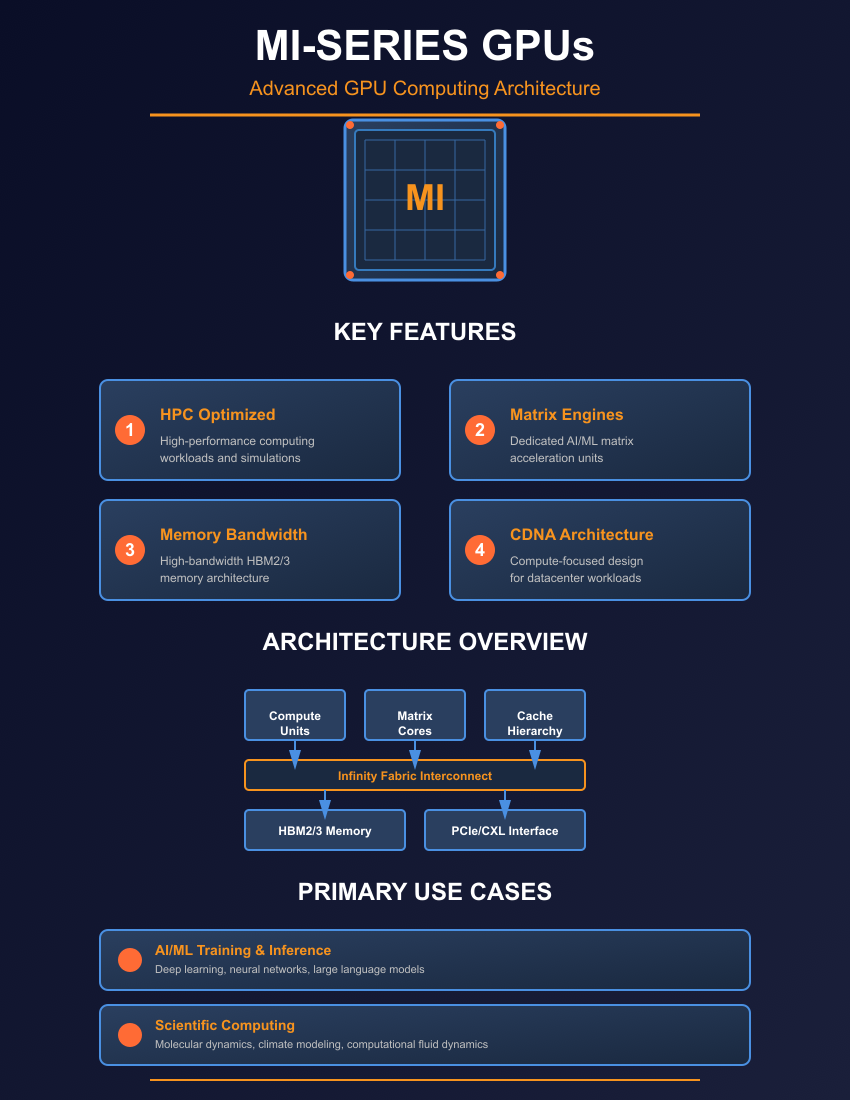 MI-SERIES GPUs
Advanced GPU Computing Architecture
MI
KEY FEATURES
1
HPC Optimized
High-performance computing
workloads and simulations
2
Matrix Engines
Dedicated AI/ML matrix
acceleration units
3
Memory Bandwidth
High-bandwidth HBM2/3
memory architecture
4
CDNA Architecture
Compute-focused design
for datacenter workloads
ARCHITECTURE OVERVIEW
Compute
Units
Matrix
Cores
Cache
Hierarchy
Infinity Fabric Interconnect
HBM2/3 Memory
PCIe/CXL Interface
PRIMARY USE CASES
AI/ML Training & Inference
Deep learning, neural networks, large language models
Scientific Computing
Molecular dynamics, climate modeling, computational fluid dynamics